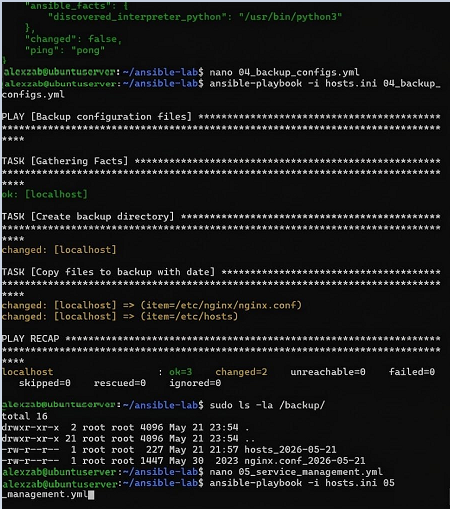 "ansible_facts": {
"discovered_interpreter_python": "/usr/bin/python3"
},
"changed": false,
"ping": "pong"
}
alexzab@ubuntuserver:~/ansible-lab$ nano 04_backup_configs.yml
alexzab@ubuntuserver:~/ansible-lab$ ansible-playbook -i hosts.ini 04_backup_
configs.yml
PLAY [Backup configuration files] *****************************************
***************************************************************************
****
TASK [Gathering Facts] ****************************************************
***************************************************************************
****
ok: [localhost]
TASK [Create backup directory] ********************************************
***************************************************************************
****
changed: [localhost]
TASK [Copy files to backup with date] *************************************
***************************************************************************
****
changed: [localhost] => (item=/etc/nginx/nginx.conf)
changed: [localhost] => (item=/etc/hosts)
PLAY RECAP ****************************************************************
***************************************************************************
****
localhost : ok=3 changed=2 unreachable=0 failed=0
skipped=0 rescued=0 ignored=0
alexzab@ubuntuserver:~/ansible-lab$ sudo ls -la /backup/
total 16
drwxr-xr-x 2 root root 4096 May 21 23:54 .
drwxr-xr-x 21 root root 4096 May 21 23:54 ..
-rw-r--r-- 1 root root 227 May 21 21:57 hosts_2026-05-21
-rw-r--r-- 1 root root 1447 May 30 2023 nginx.conf_2026-05-21
alexzab@ubuntuserver:~/ansible-lab$ nano 05_service_management.yml
alexzab@ubuntuserver:~/ansible-lab$ ansible-playbook -i hosts.ini 05
_management.yml